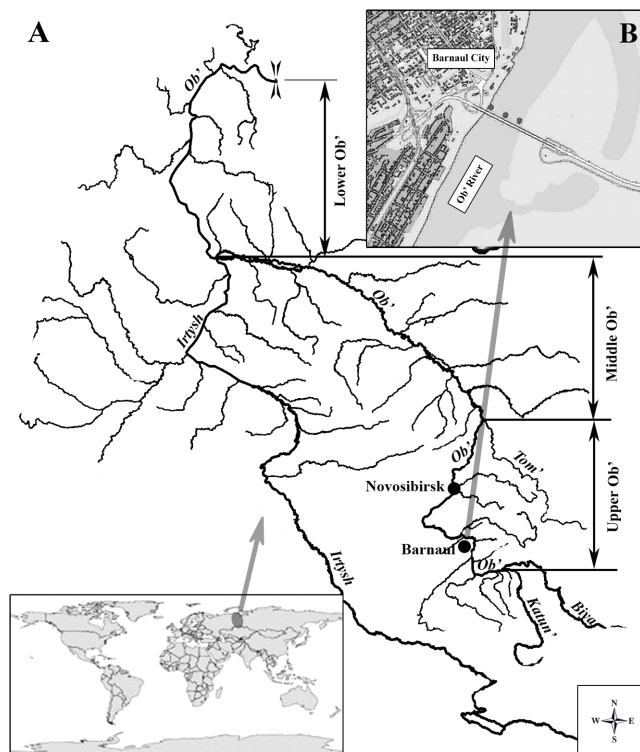 A
B
Barnaul City
Ob' River
Ob'
Lower Ob'
Ob'
Irtysh
Middle Ob'
Ob'
Tom'
Novosibirsk
Upper Ob'
Barnaul
Ob'
Irtysh
Katun'
Biya
N
W E
S